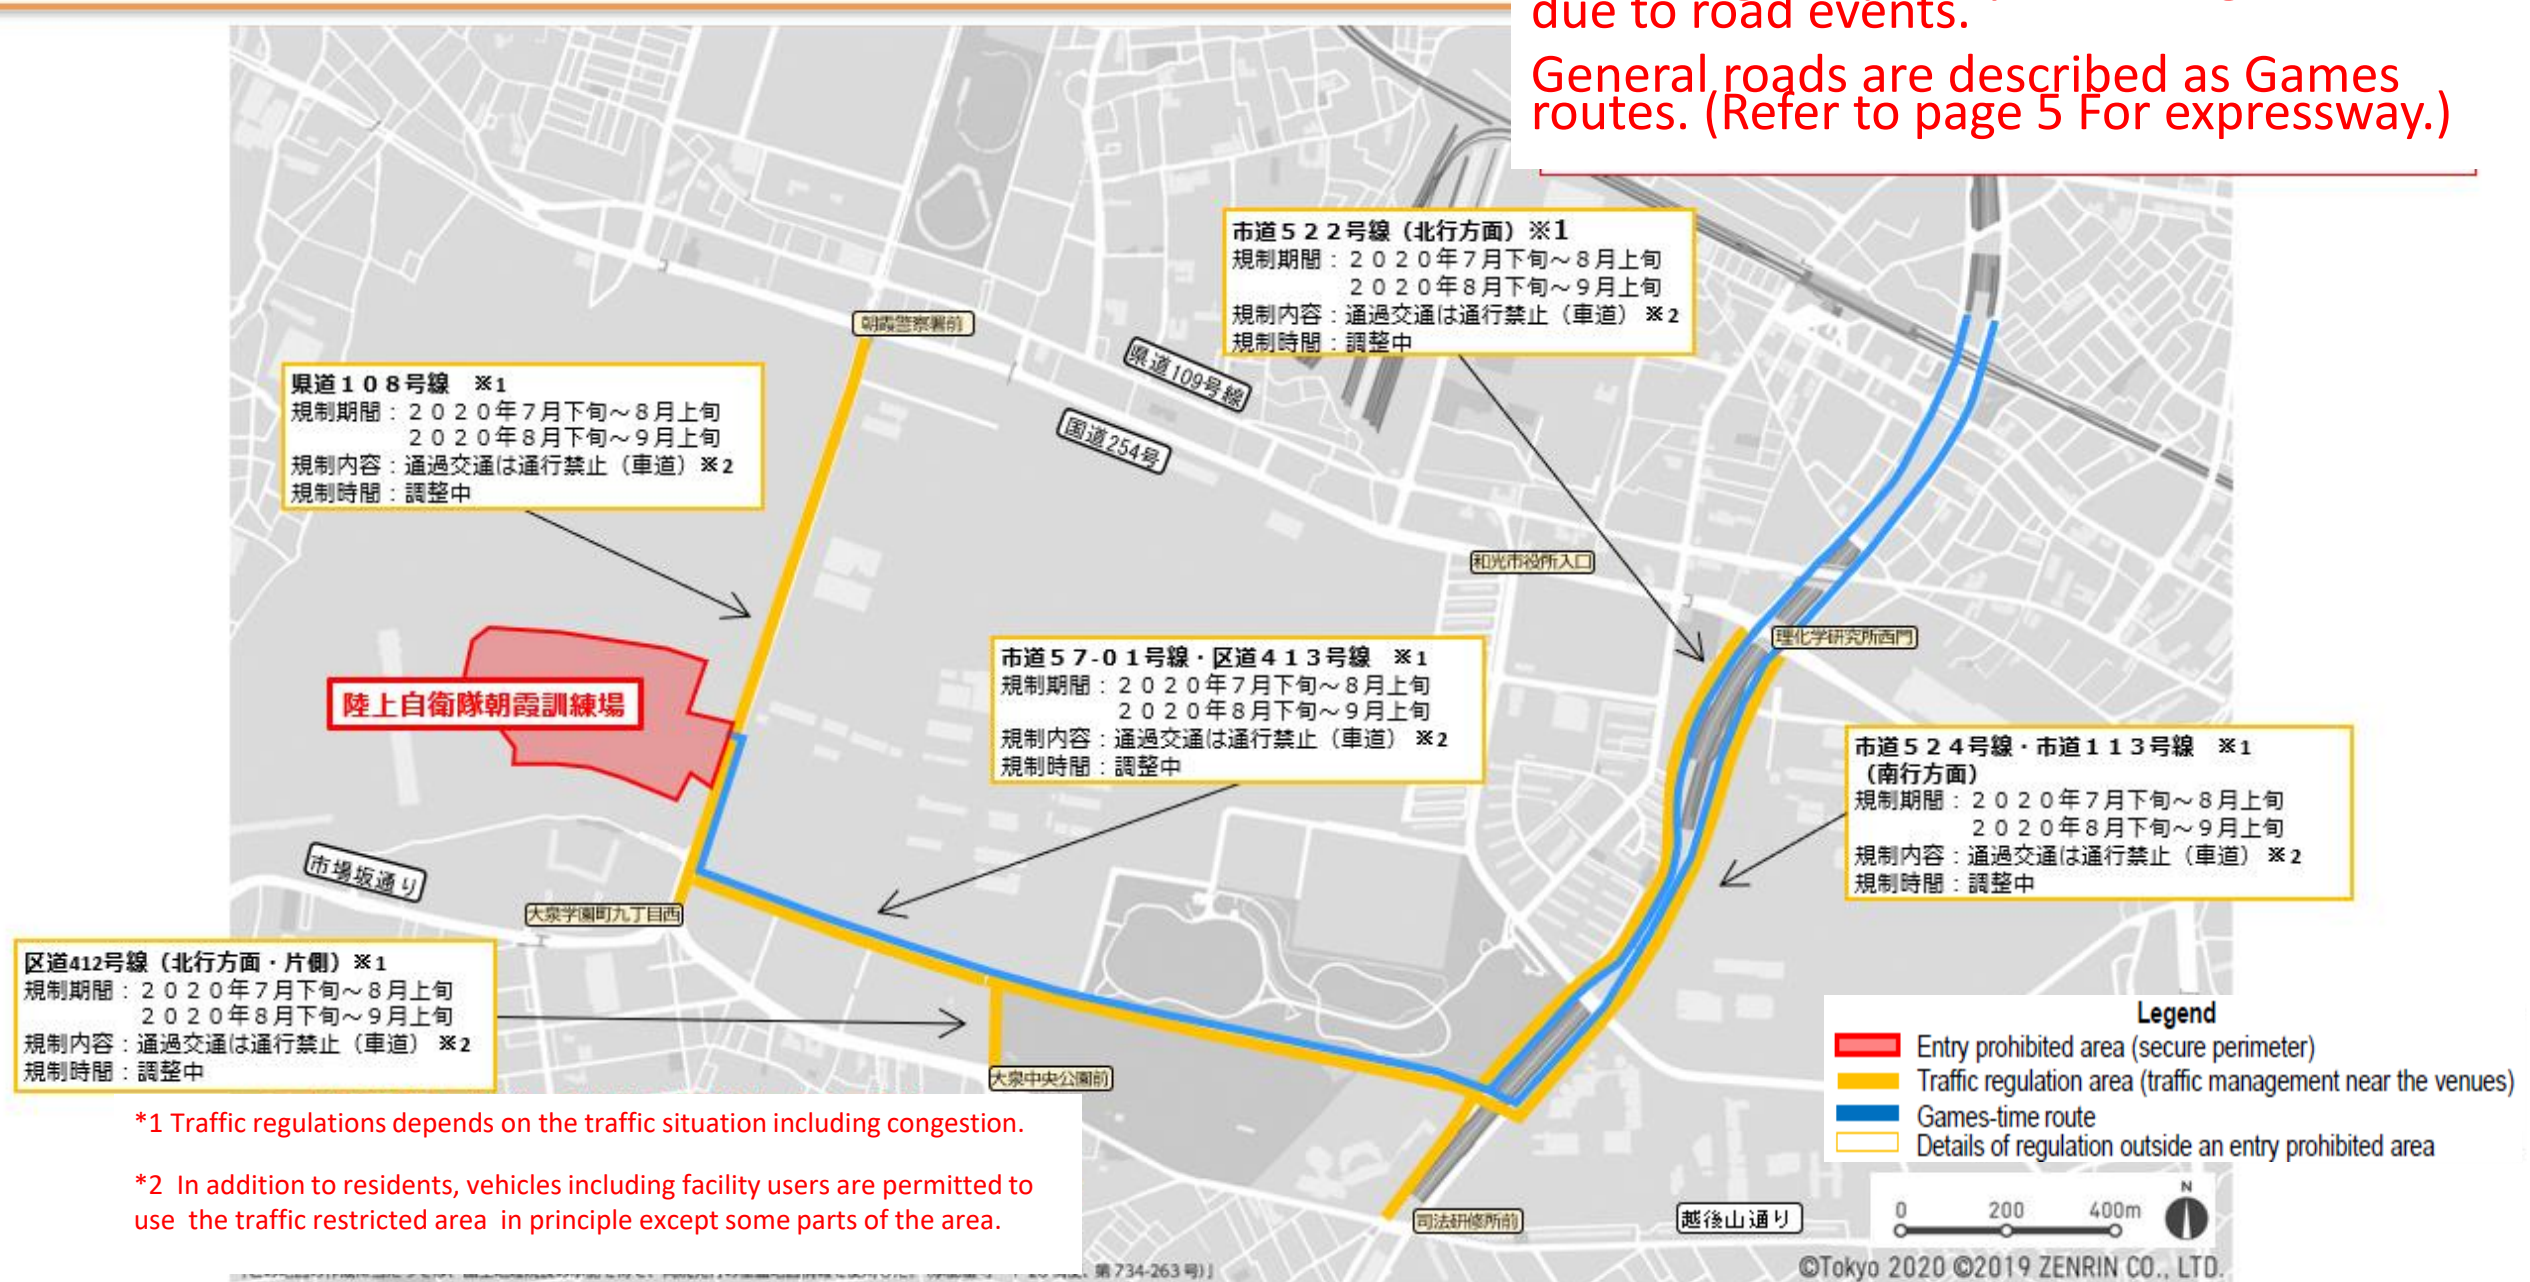 due to road events.
General roads are described as Games
routes. (Refer to page 5 For expressway.)
市道５２２号線（北行方面）※1
規制期間：２０２０年７月下旬～８月上旬
２０２０年８月下旬～９月上旬
規制内容：通過交通は通行禁止（車道）※2
規制時間：調整中
朝霞警察署前
県道109号線
国道254号
県道１０８号線 ※1
規制期間：２０２０年７月下旬～８月上旬
２０２０年８月下旬～９月上旬
規制内容：通過交通は通行禁止（車道）※2
規制時間：調整中
和光市役所入口
理化学研究所西門
陸上自衛隊朝霞訓練場
市道５７-０１号線・区道４１３号線 ※1
規制期間：２０２０年７月下旬～８月上旬
２０２０年８月下旬～９月上旬
規制内容：通過交通は通行禁止（車道）※2
規制時間：調整中
市道５２４号線・市道１１３号線 ※1
（南行方面）
規制期間：２０２０年７月下旬～８月上旬
２０２０年８月下旬～９月上旬
規制内容：通過交通は通行禁止（車道）※2
規制時間：調整中
市場坂通り
大泉学園町九丁目西
区道412号線（北行方面・片側）※1
規制期間：２０２０年７月下旬～８月上旬
２０２０年８月下旬～９月上旬
規制内容：通過交通は通行禁止（車道）※2
規制時間：調整中
大泉中央公園前
Legend
Entry prohibited area (secure perimeter)
Traffic regulation area (traffic management near the venues)
Games-time route
Details of regulation outside an entry prohibited area
*1 Traffic regulations depends on the traffic situation including congestion.
*2 In addition to residents, vehicles including facility users are permitted to
use the traffic restricted area in principle except some parts of the area.
司法研修所前
越後山通り
0 200 400m
N
©Tokyo 2020 ©2019 ZENRIN CO., LTD.
第734-263号)」